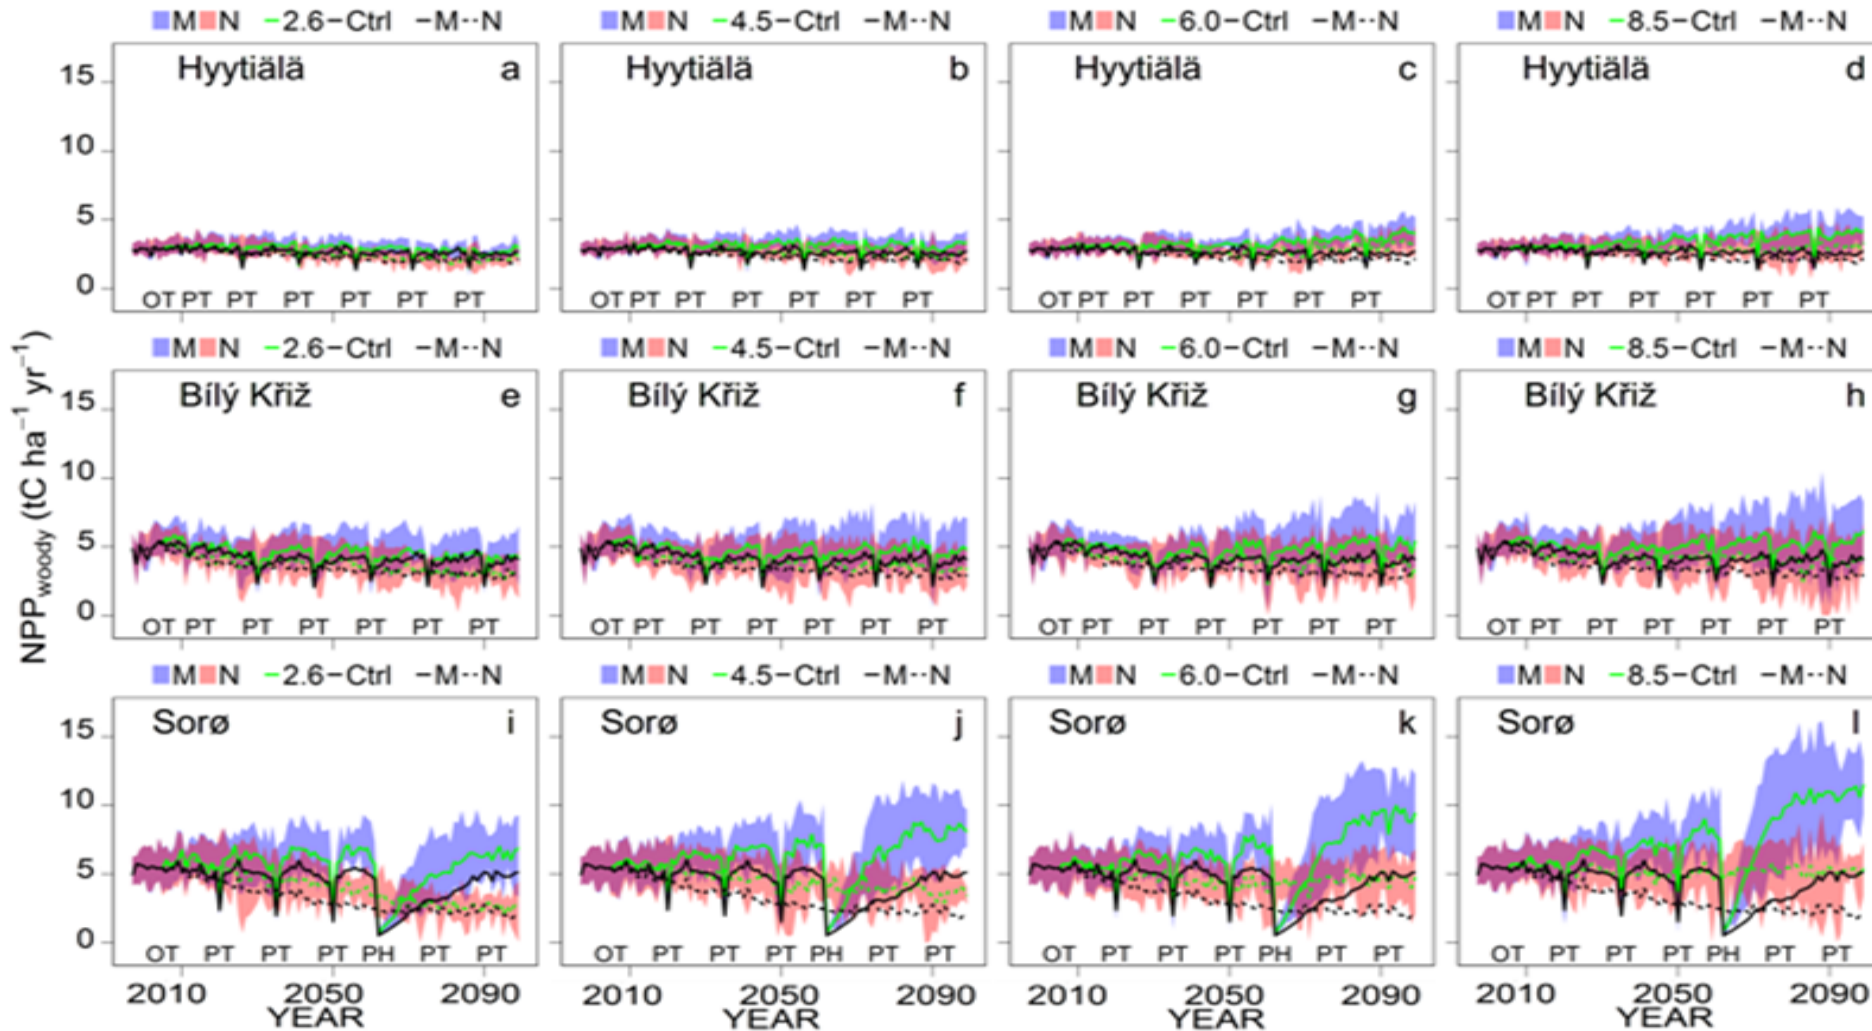 M N 2.6 Ctrl M N
M N 4.5 Ctrl M N
M N 6.0 Ctrl M N
M N 8.5 Ctrl M N
Hyytiälä a
Hyytiälä b
Hyytiälä c
Hyytiälä d
15
10
5
0
OT PT PT PT PT PT PT
OT PT PT PT PT PT PT
OT PT PT PT PT PT PT
OT PT PT PT PT PT PT
NPPwoody (tC ha−1 yr−1)
M N 2.6 Ctrl M N
M N 4.5 Ctrl M N
M N 6.0 Ctrl M N
M N 8.5 Ctrl M N
Bílý Křiž e
Bílý Křiž f
Bílý Křiž g
Bílý Křiž h
15
10
5
0
OT PT PT PT PT PT PT
OT PT PT PT PT PT PT
OT PT PT PT PT PT PT
OT PT PT PT PT PT PT
M N 2.6 Ctrl M N
M N 4.5 Ctrl M N
M N 6.0 Ctrl M N
M N 8.5 Ctrl M N
Sorø i
Sorø j
Sorø k
Sorø l
15
10
5
0
OT PT PT PT PH PT PT
OT PT PT PT PH PT PT
OT PT PT PT PH PT PT
OT PT PT PT PH PT PT
2010 2050 2090
2010 2050 2090
2010 2050 2090
2010 2050 2090
YEAR
YEAR
YEAR
YEAR